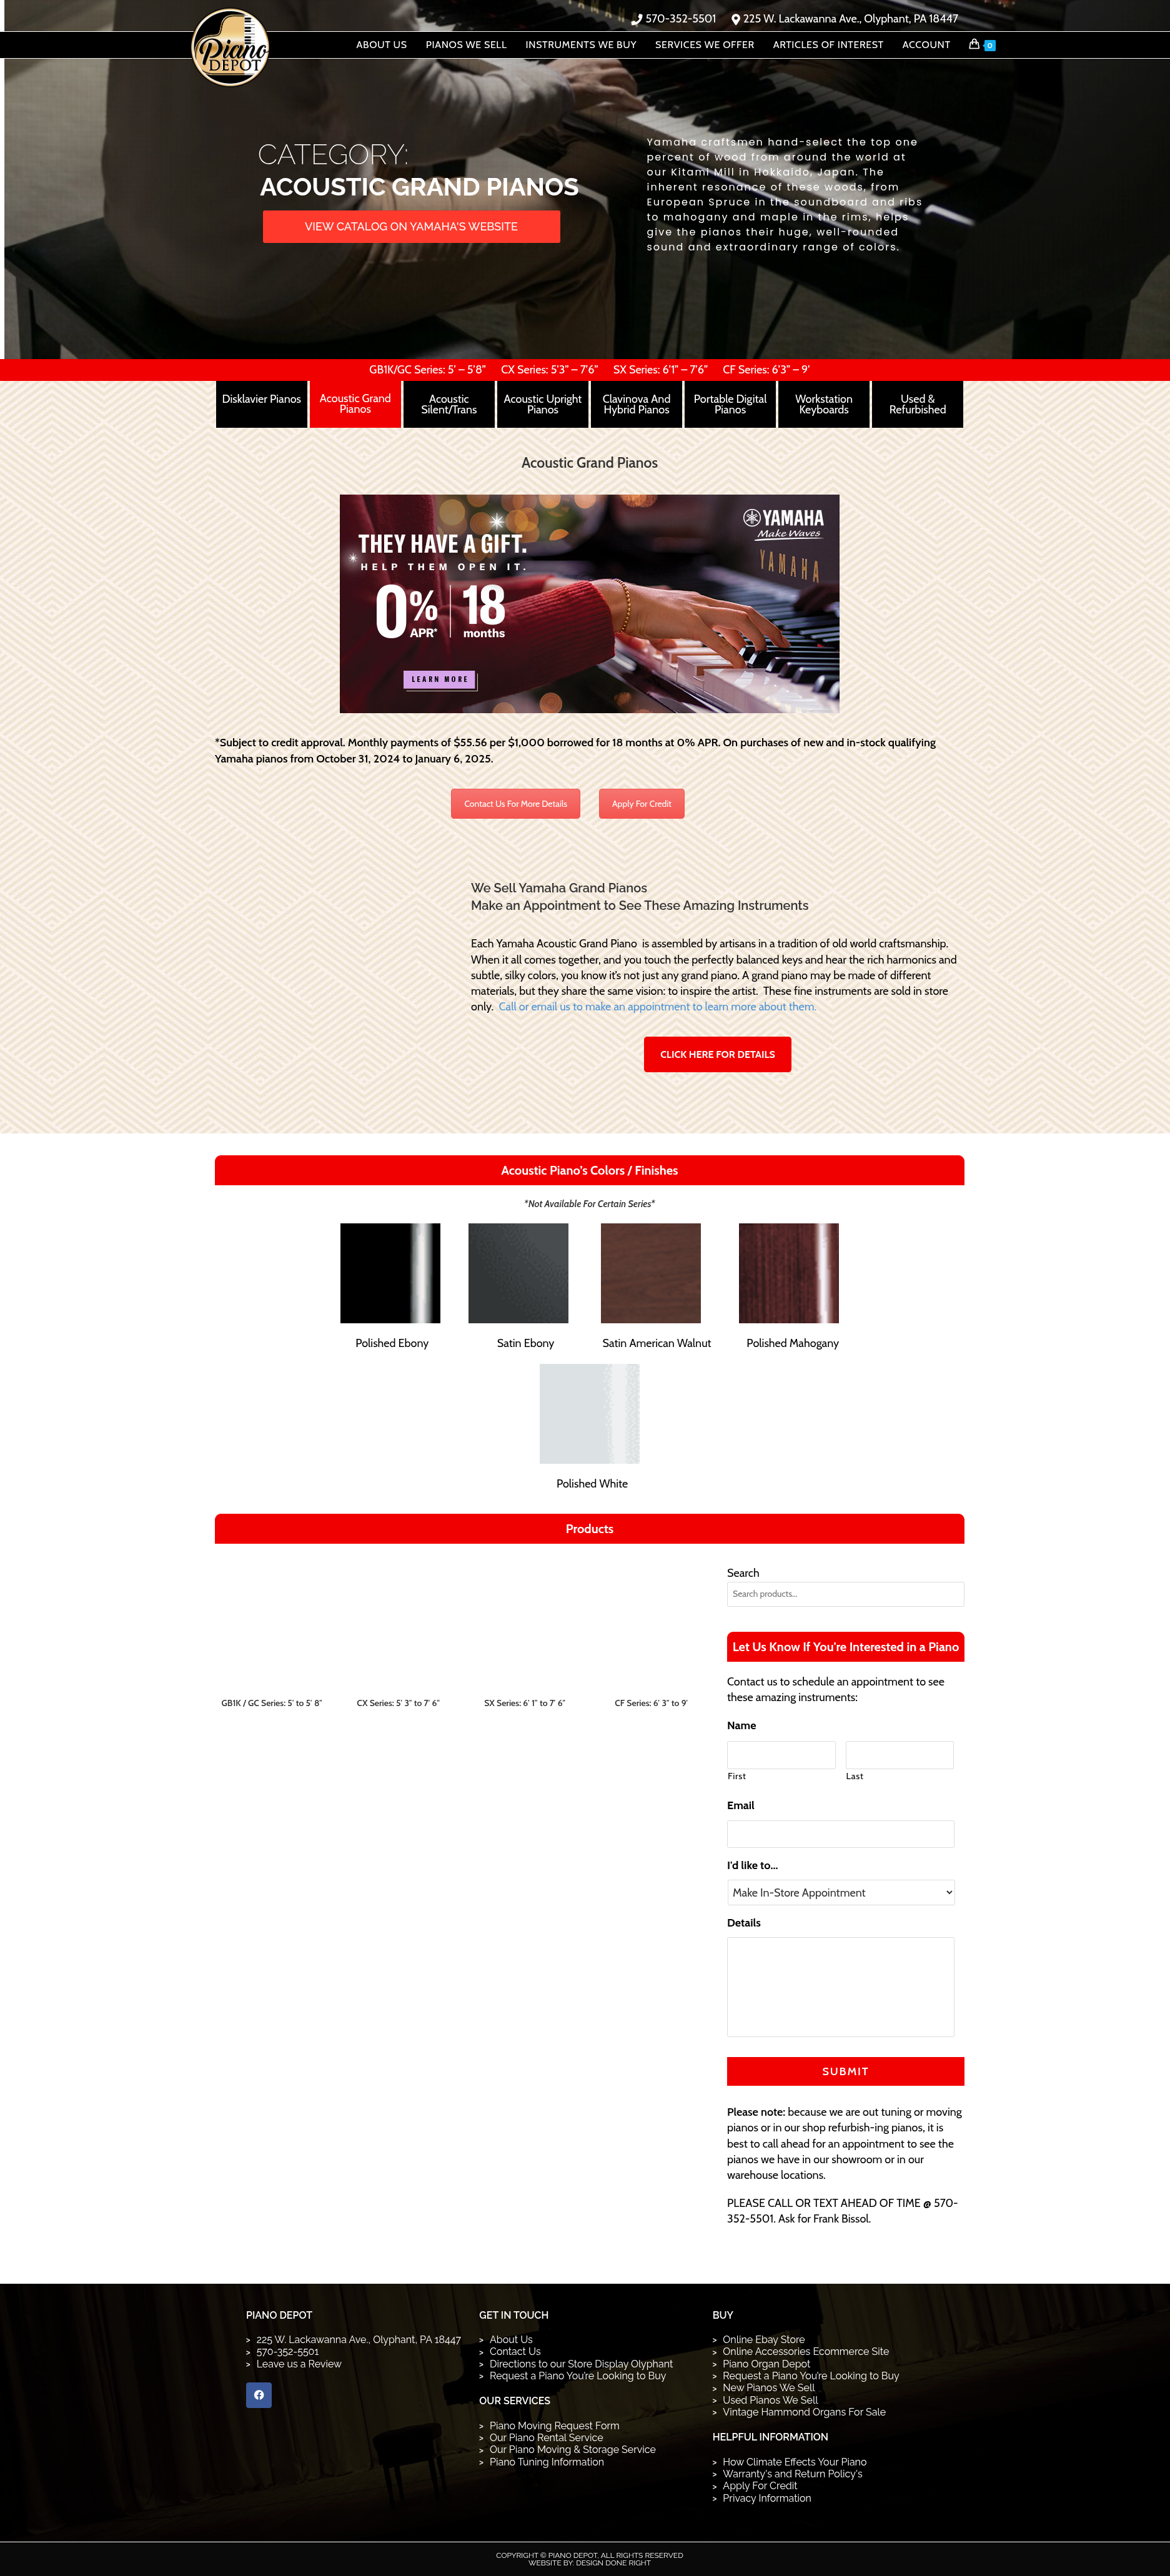 570-352-5501
225 W. Lackawanna Ave., Olyphant, PA 18447
Piano
DEPOT
ABOUT US
PIANOS WE SELL
INSTRUMENTS WE BUY
SERVICES WE OFFER
ARTICLES OF INTEREST
ACCOUNT
0
CATEGORY:
ACOUSTIC GRAND PIANOS
VIEW CATALOG ON YAMAHA'S WEBSITE
Yamaha craftsmen hand-select the top one
percent of wood from around the world at
our Kitami Mill in Hokkaido, Japan. The
inherent resonance of these woods, from
European Spruce in the soundboard and ribs
to mahogany and maple in the rims, helps
give the pianos their huge, well-rounded
sound and extraordinary range of colors.
GB1K/GC Series: 5' – 5'8"
CX Series: 5'3" – 7'6"
SX Series: 6'1" – 7'6"
CF Series: 6'3" – 9'
Disklavier Pianos
Acoustic Grand
Pianos
Acoustic
Silent/Trans
Acoustic Upright
Pianos
Clavinova And
Hybrid Pianos
Portable Digital
Pianos
Workstation
Keyboards
Used &
Refurbished
Acoustic Grand Pianos
THEY HAVE A GIFT.
HELP THEM OPEN IT.
0%
APR*
18
months
LEARN MORE
YAMAHA
Make Waves
YAMAHA
*Subject to credit approval. Monthly payments of $55.56 per $1,000 borrowed for 18 months at 0% APR. On purchases of new and in-stock qualifying
Yamaha pianos from October 31, 2024 to January 6, 2025.
Contact Us For More Details
Apply For Credit
We Sell Yamaha Grand Pianos
Make an Appointment to See These Amazing Instruments
Each Yamaha Acoustic Grand Piano  is assembled by artisans in a tradition of old world craftsmanship.
When it all comes together, and you touch the perfectly balanced keys and hear the rich harmonics and
subtle, silky colors, you know it's not just any grand piano. A grand piano may be made of different
materials, but they share the same vision: to inspire the artist.  These fine instruments are sold in store
only.  Call or email us to make an appointment to learn more about them.
CLICK HERE FOR DETAILS
Acoustic Piano's Colors / Finishes
*Not Available For Certain Series*
Polished Ebony
Satin Ebony
Satin American Walnut
Polished Mahogany
Polished White
Products
GB1K / GC Series: 5' to 5' 8"
CX Series: 5' 3" to 7' 6"
SX Series: 6' 1" to 7' 6"
CF Series: 6' 3" to 9'
Search
Search products...
Let Us Know If You're Interested in a Piano
Contact us to schedule an appointment to see
these amazing instruments:
Name
First
Last
Email
I'd like to...
Make In-Store Appointment
Details
SUBMIT
Please note: because we are out tuning or moving
pianos or in our shop refurbish-ing pianos, it is
best to call ahead for an appointment to see the
pianos we have in our showroom or in our
warehouse locations.
PLEASE CALL OR TEXT AHEAD OF TIME @ 570-
352-5501. Ask for Frank Bissol.
PIANO DEPOT
> 225 W. Lackawanna Ave., Olyphant, PA 18447
> 570-352-5501
> Leave us a Review
GET IN TOUCH
> About Us
> Contact Us
> Directions to our Store Display Olyphant
> Request a Piano You're Looking to Buy
OUR SERVICES
> Piano Moving Request Form
> Our Piano Rental Service
> Our Piano Moving & Storage Service
> Piano Tuning Information
BUY
> Online Ebay Store
> Online Accessories Ecommerce Site
> Piano Organ Depot
> Request a Piano You're Looking to Buy
> New Pianos We Sell
> Used Pianos We Sell
> Vintage Hammond Organs For Sale
HELPFUL INFORMATION
> How Climate Effects Your Piano
> Warranty's and Return Policy's
> Apply For Credit
> Privacy Information
COPYRIGHT © PIANO DEPOT, ALL RIGHTS RESERVED
WEBSITE BY: DESIGN DONE RIGHT